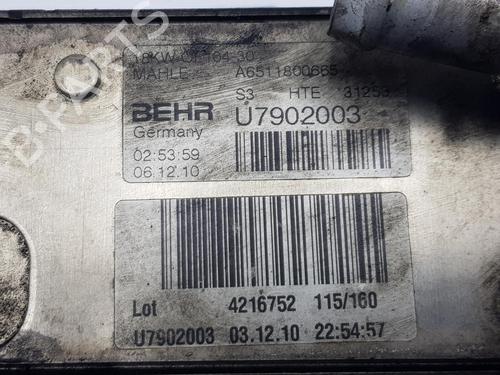 MAHLE A6511800665
S3 HTE 31253
BEHR U7902003
Germany
02:53:59
06.12.10
Lot 4216752 115/160
U7902003 03.12.10 22:54:57
B-PARTS